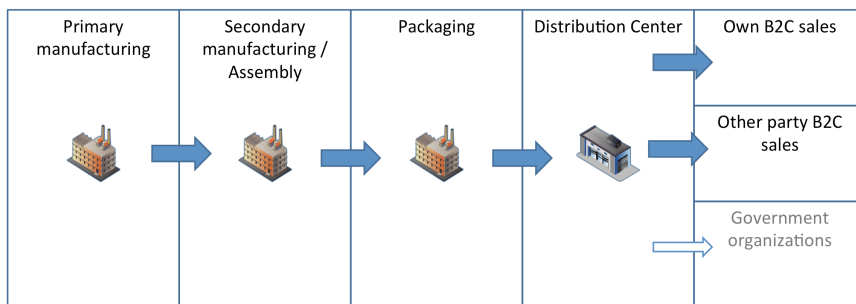 Primary
manufacturing
Secondary
manufacturing /
Assembly
Packaging
Distribution Center
Own B2C sales
Other party B2C
sales
Government
organizations